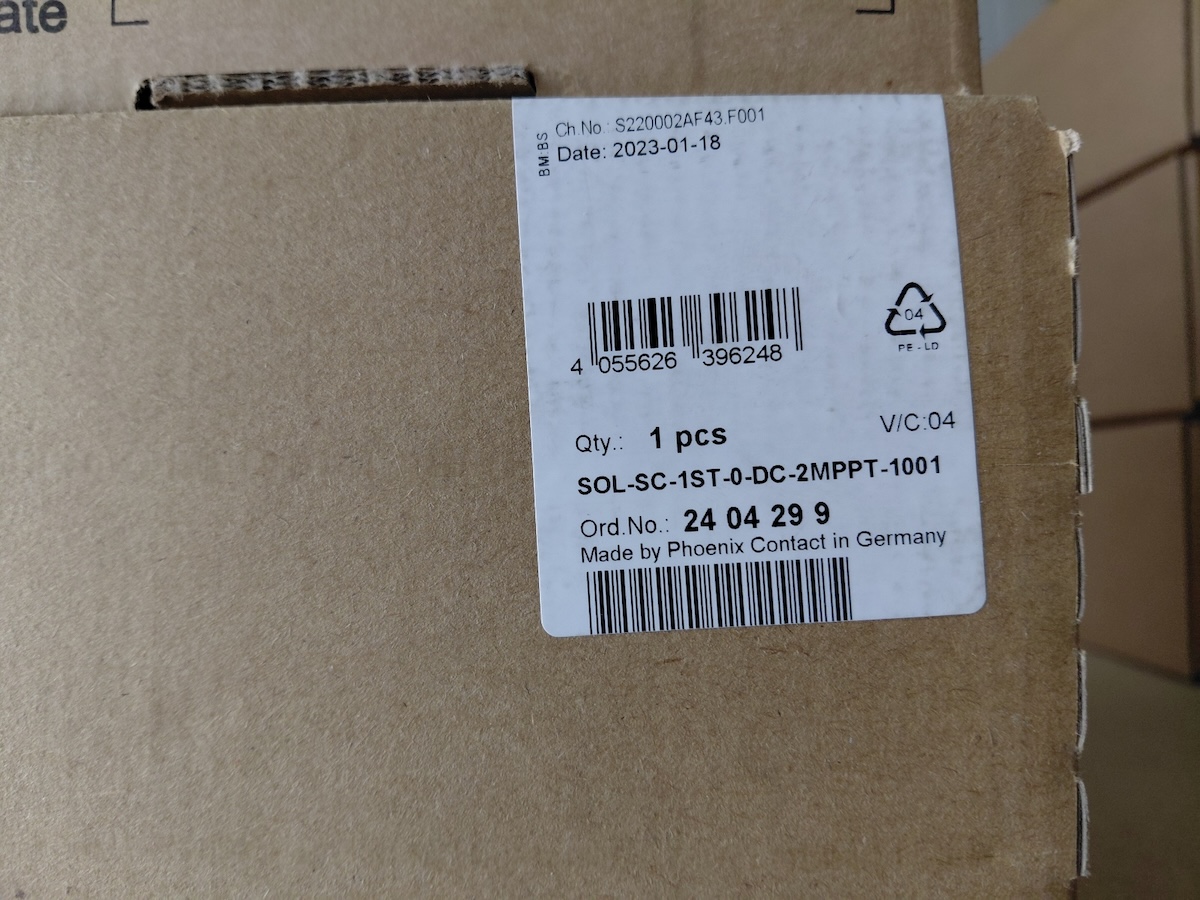 ate
BM:BS
Ch.No.: S220002AF43.F001
Date: 2023-01-18
4 055626 396248
04
PE-LD
V/C:04
Qty.: 1 pcs
SOL-SC-1ST-0-DC-2MPPT-1001
Ord.No.: 24 04 29 9
Made by Phoenix Contact in Germany